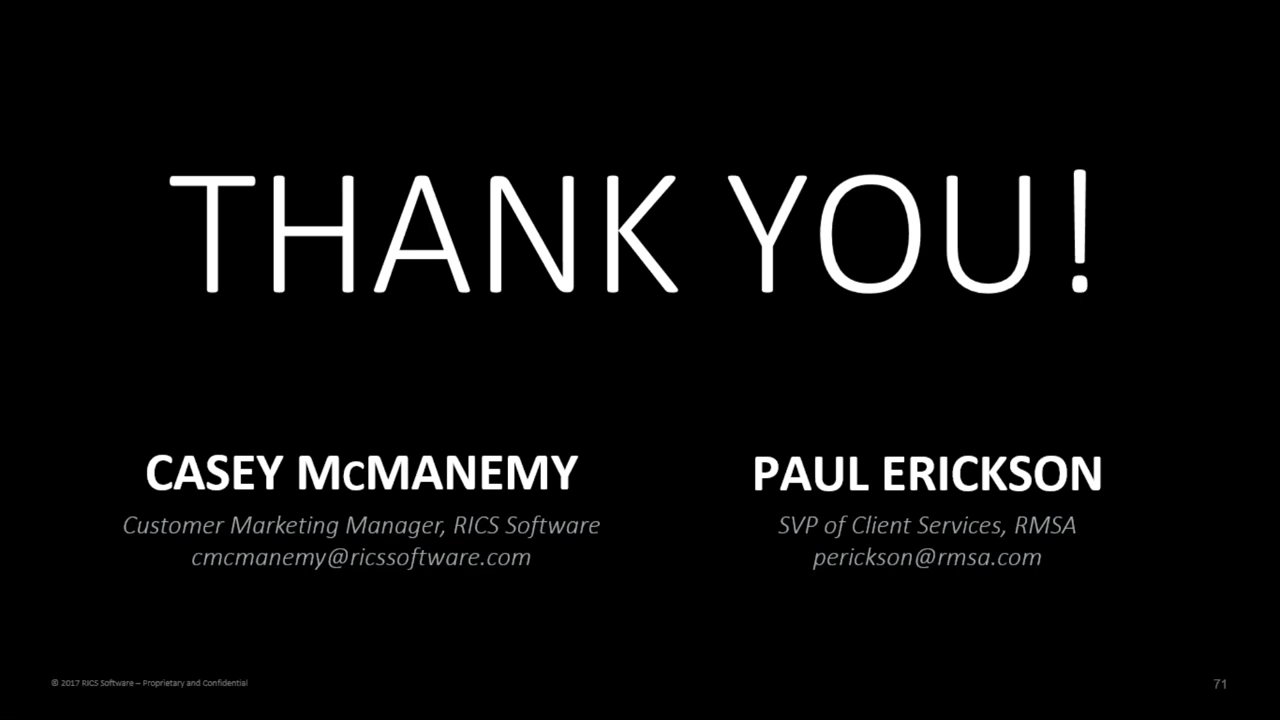 THANK YOU!
CASEY McMANEMY
Customer Marketing Manager, RICS Software
cmcmanemy@ricssoftware.com
PAUL ERICKSON
SVP of Client Services, RMSA
perickson@rmsa.com
© 2017 RICS Software – Proprietary and Confidential
71